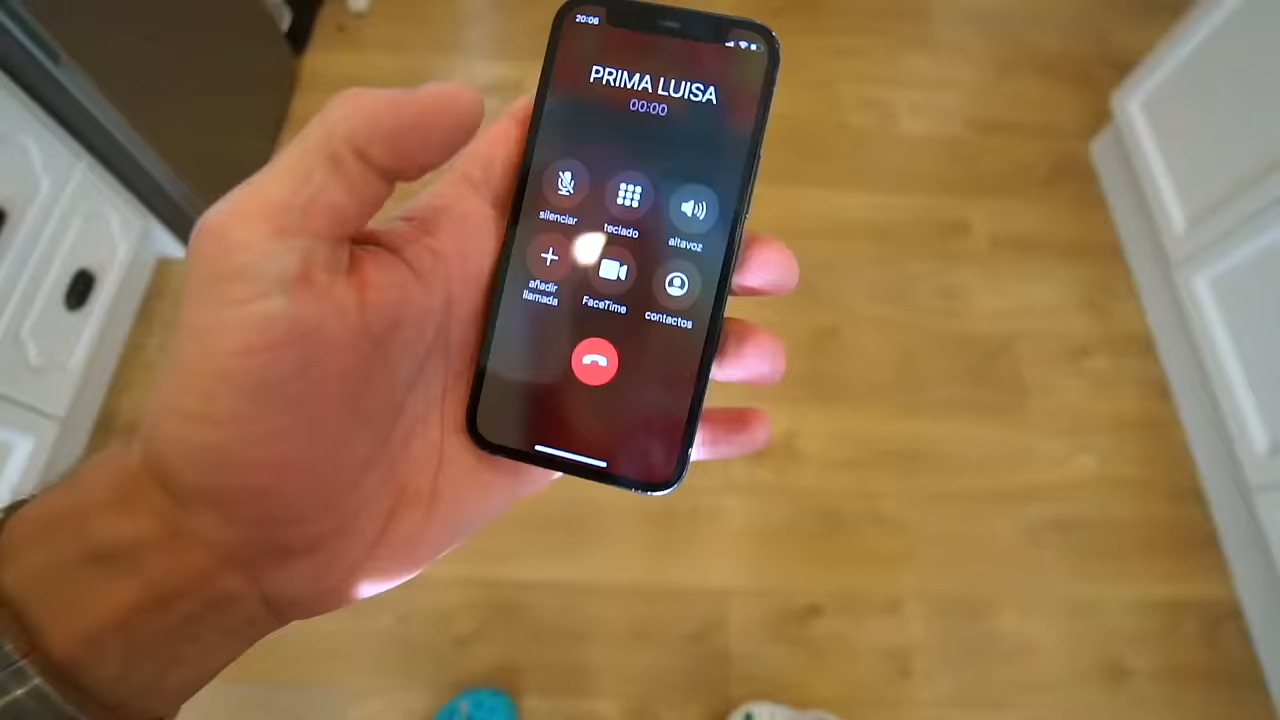 20:06
PRIMA LUISA
00:00
silenciar
teclado
altavoz
añadir
llamada
FaceTime
contactos